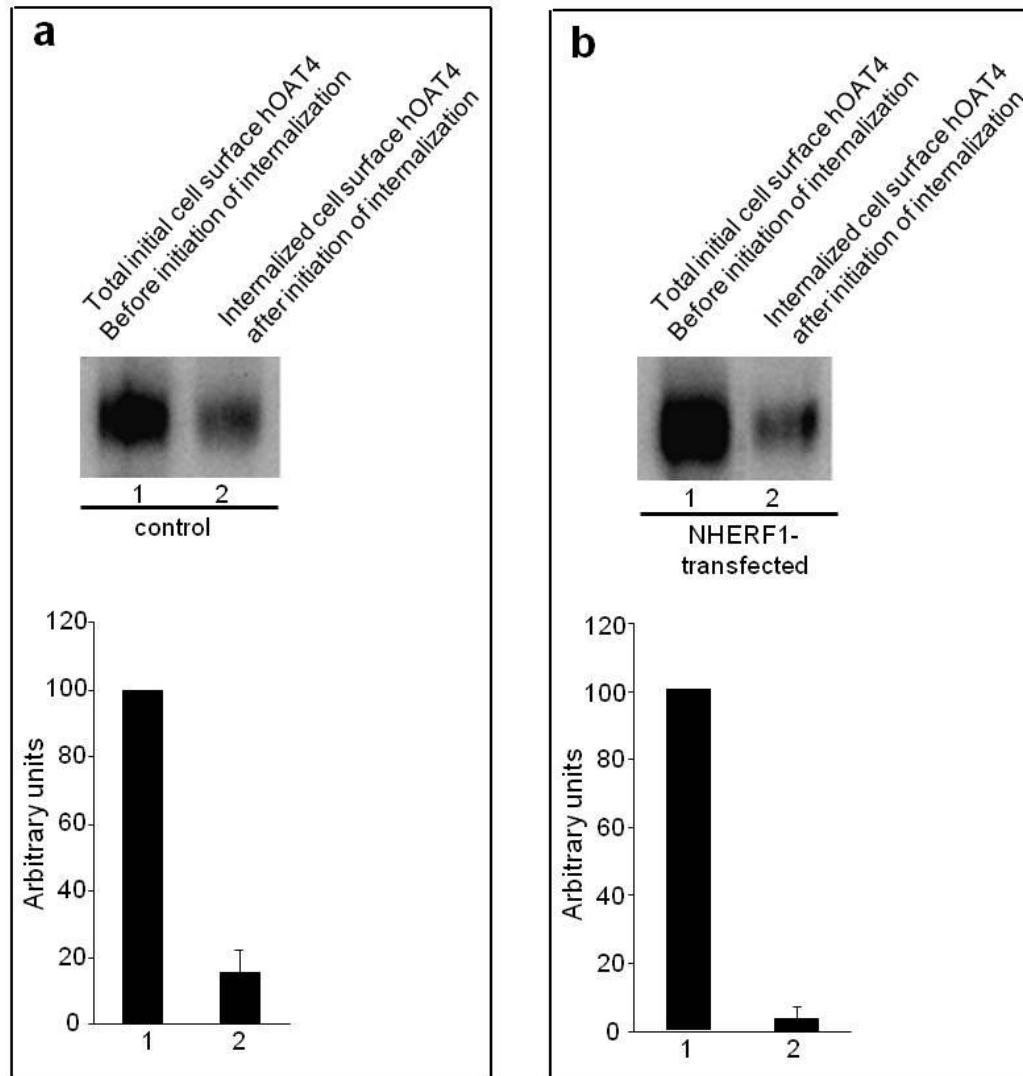 a
Total initial cell surface hOAT4
Before initiation of internalization
Internalized cell surface hOAT4
after initiation of internalization
1 2
control
120
100
80
60
40
20
0
Arbitrary units
1 2
b
Total initial cell surface hOAT4
Before initiation of internalization
Internalized cell surface hOAT4
after initiation of internalization
1 2
NHERF1-
transfected
120
100
80
60
40
20
0
Arbitrary units
1 2